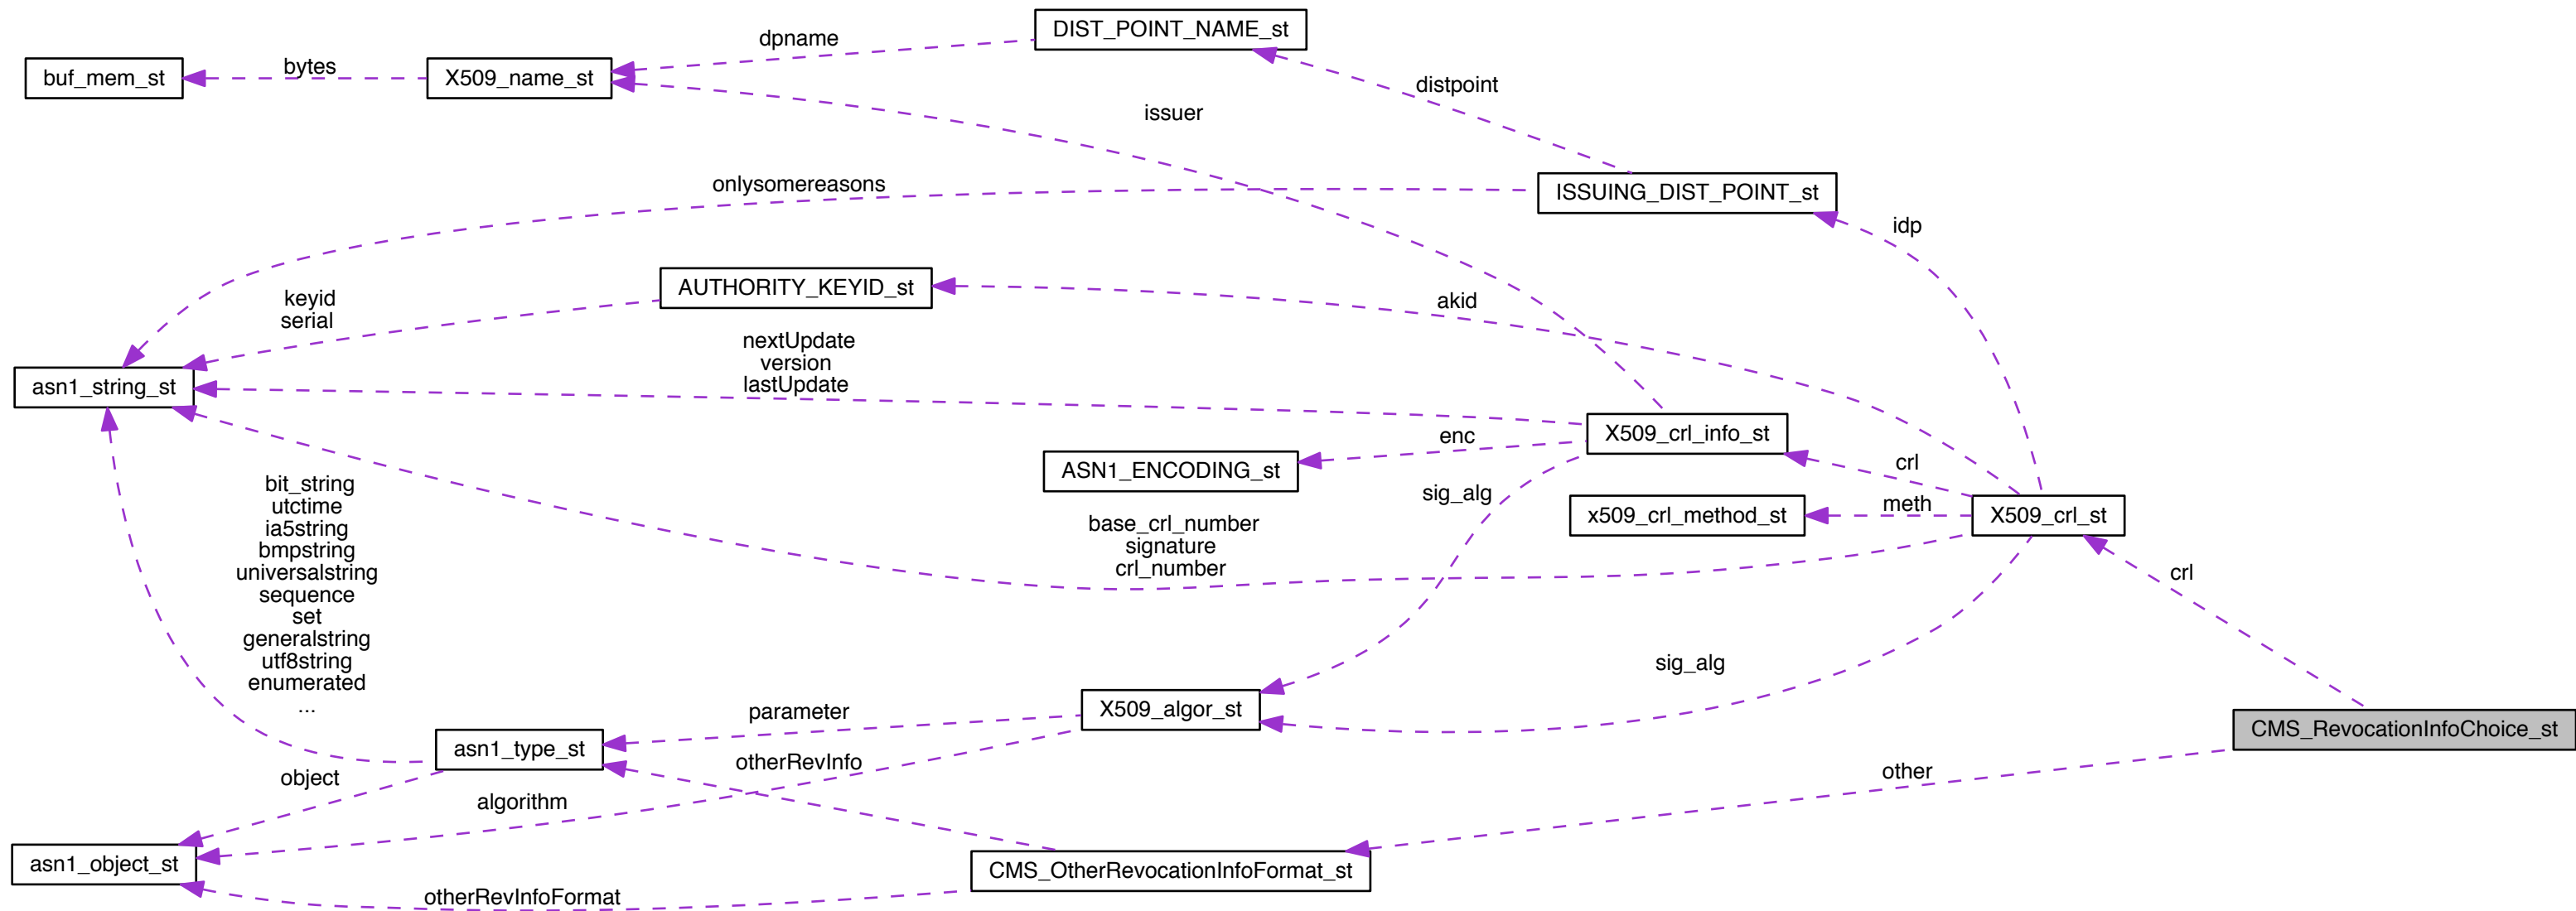 DIST_POINT_NAME_st
dpname
bytes
buf_mem_st
X509_name_st
distpoint
issuer
onlysomereasons
ISSUING_DIST_POINT_st
idp
AUTHORITY_KEYID_st
keyid
serial
akid
nextUpdate
version
lastUpdate
asn1_string_st
X509_crl_info_st
enc
ASN1_ENCODING_st
crl
sig_alg
meth
x509_crl_method_st
X509_crl_st
bit_string
utctime
ia5string
bmpstring
universalstring
sequence
set
generalstring
utf8string
enumerated
...
base_crl_number
signature
crl_number
crl
sig_alg
parameter
X509_algor_st
CMS_RevocationInfoChoice_st
asn1_type_st
otherRevInfo
object
other
algorithm
asn1_object_st
CMS_OtherRevocationInfoFormat_st
otherRevInfoFormat